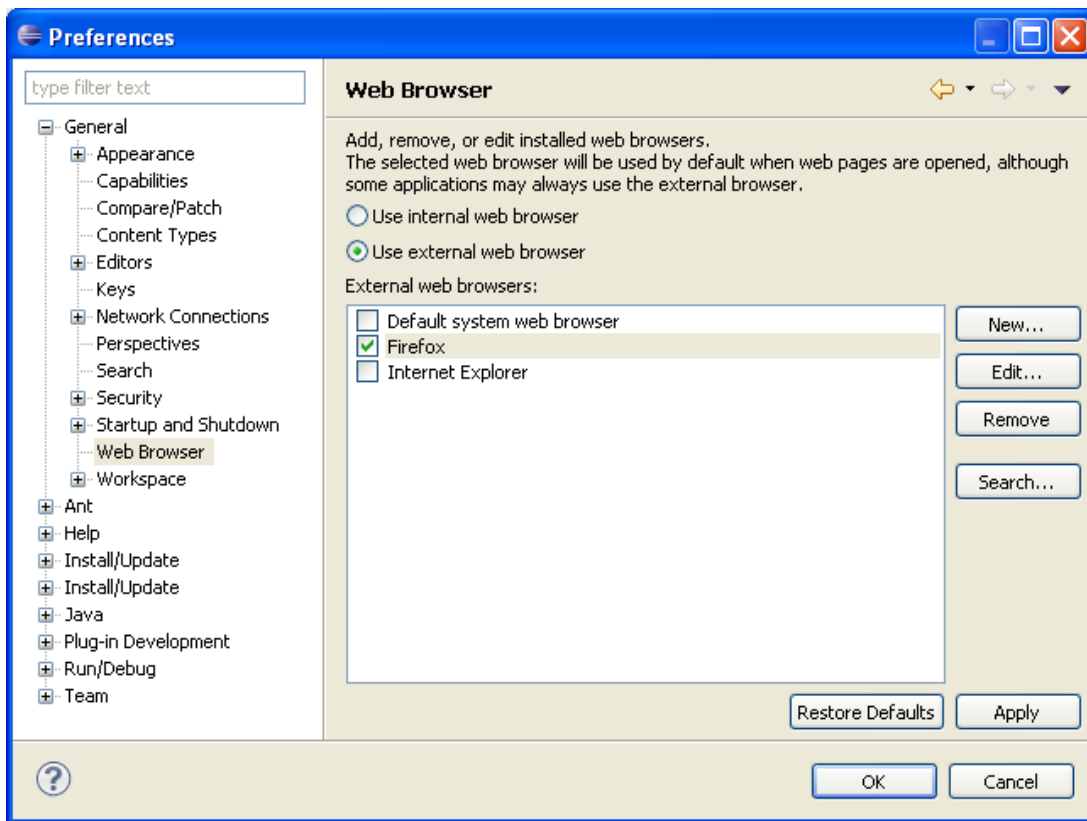 Preferences
type filter text
General
Appearance
Capabilities
Compare/Patch
Content Types
Editors
Keys
Network Connections
Perspectives
Search
Security
Startup and Shutdown
Web Browser
Workspace
Ant
Help
Install/Update
Install/Update
Java
Plug-in Development
Run/Debug
Team
Web Browser
Add, remove, or edit installed web browsers.
The selected web browser will be used by default when web pages are opened, although
some applications may always use the external browser.
Use internal web browser
Use external web browser
External web browsers:
Default system web browser
Firefox
Internet Explorer
New...
Edit...
Remove
Search...
Restore Defaults
Apply
?
OK
Cancel